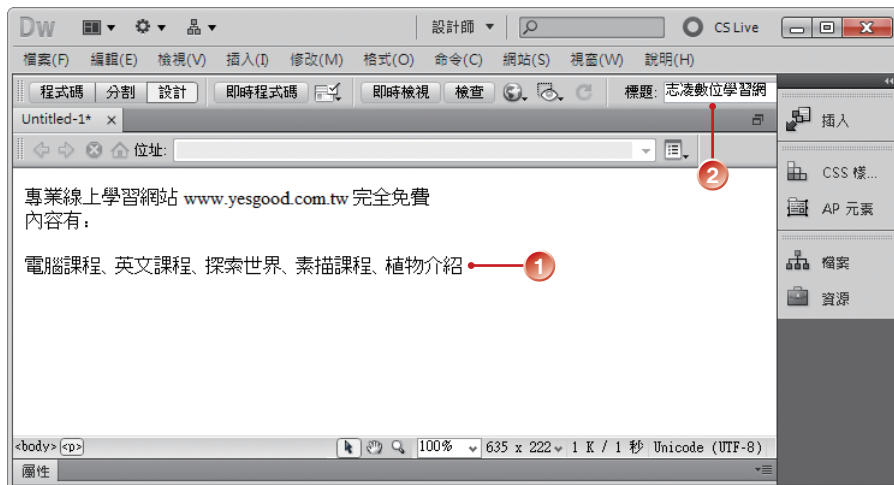 Dw 設計師 CS Live
檔案(F) 編輯(E) 檢視(V) 插入(I) 修改(M) 格式(O) 命令(C) 網站(S) 視窗(W) 說明(H)
程式碼 分割 設計 即時程式碼 即時檢視 檢查 標題: 志凌數位學習網
Untitled-1* x
位址:
2
專業線上學習網站 www.yesgood.com.tw 完全免費
內容有：
電腦課程、英文課程、探索世界、素描課程、植物介紹
1
<body> <p> 100% 635 x 222 1 K / 1 秒 Unicode (UTF-8)
屬性
插入
CSS 樣...
AP 元素
檔案
資源